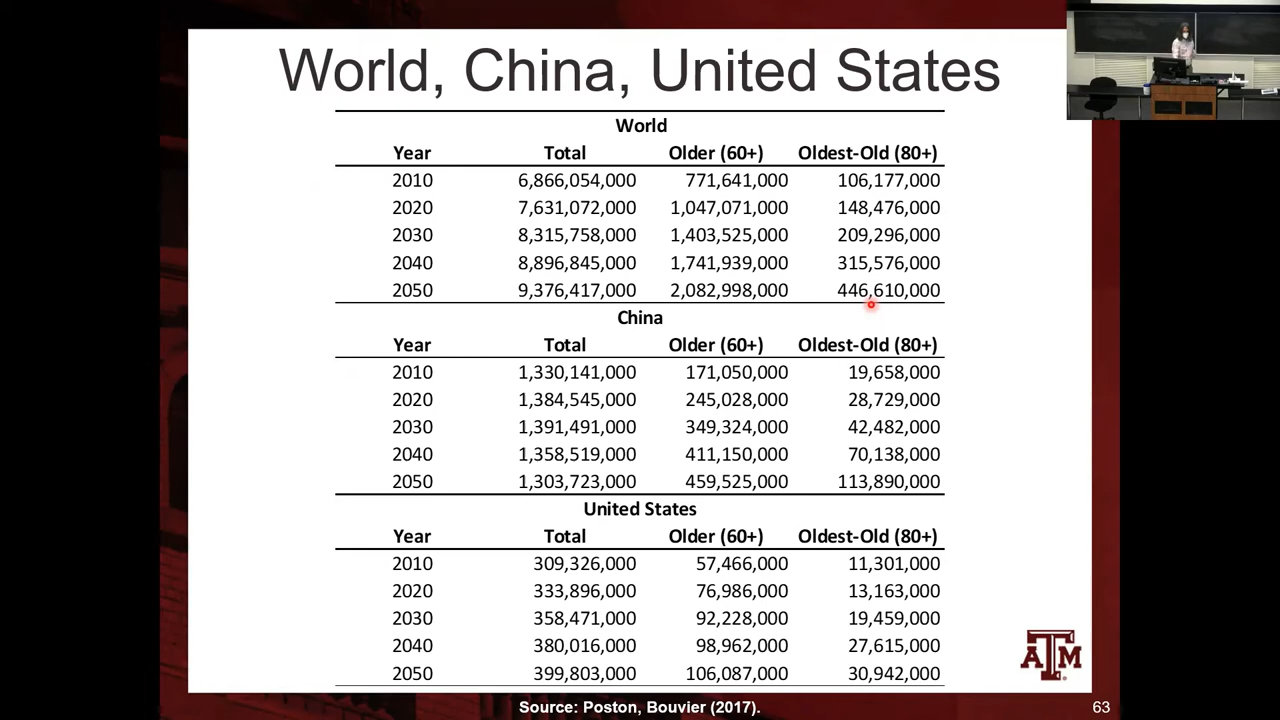 World, China, United States
World
Year Total Older (60+) Oldest-Old (80+)
2010 6,866,054,000 771,641,000 106,177,000
2020 7,631,072,000 1,047,071,000 148,476,000
2030 8,315,758,000 1,403,525,000 209,296,000
2040 8,896,845,000 1,741,939,000 315,576,000
2050 9,376,417,000 2,082,998,000 446,610,000
China
Year Total Older (60+) Oldest-Old (80+)
2010 1,330,141,000 171,050,000 19,658,000
2020 1,384,545,000 245,028,000 28,729,000
2030 1,391,491,000 349,324,000 42,482,000
2040 1,358,519,000 411,150,000 70,138,000
2050 1,303,723,000 459,525,000 113,890,000
United States
Year Total Older (60+) Oldest-Old (80+)
2010 309,326,000 57,466,000 11,301,000
2020 333,896,000 76,986,000 13,163,000
2030 358,471,000 92,228,000 19,459,000
2040 380,016,000 98,962,000 27,615,000
2050 399,803,000 106,087,000 30,942,000
ATM
Source: Poston, Bouvier (2017).
63